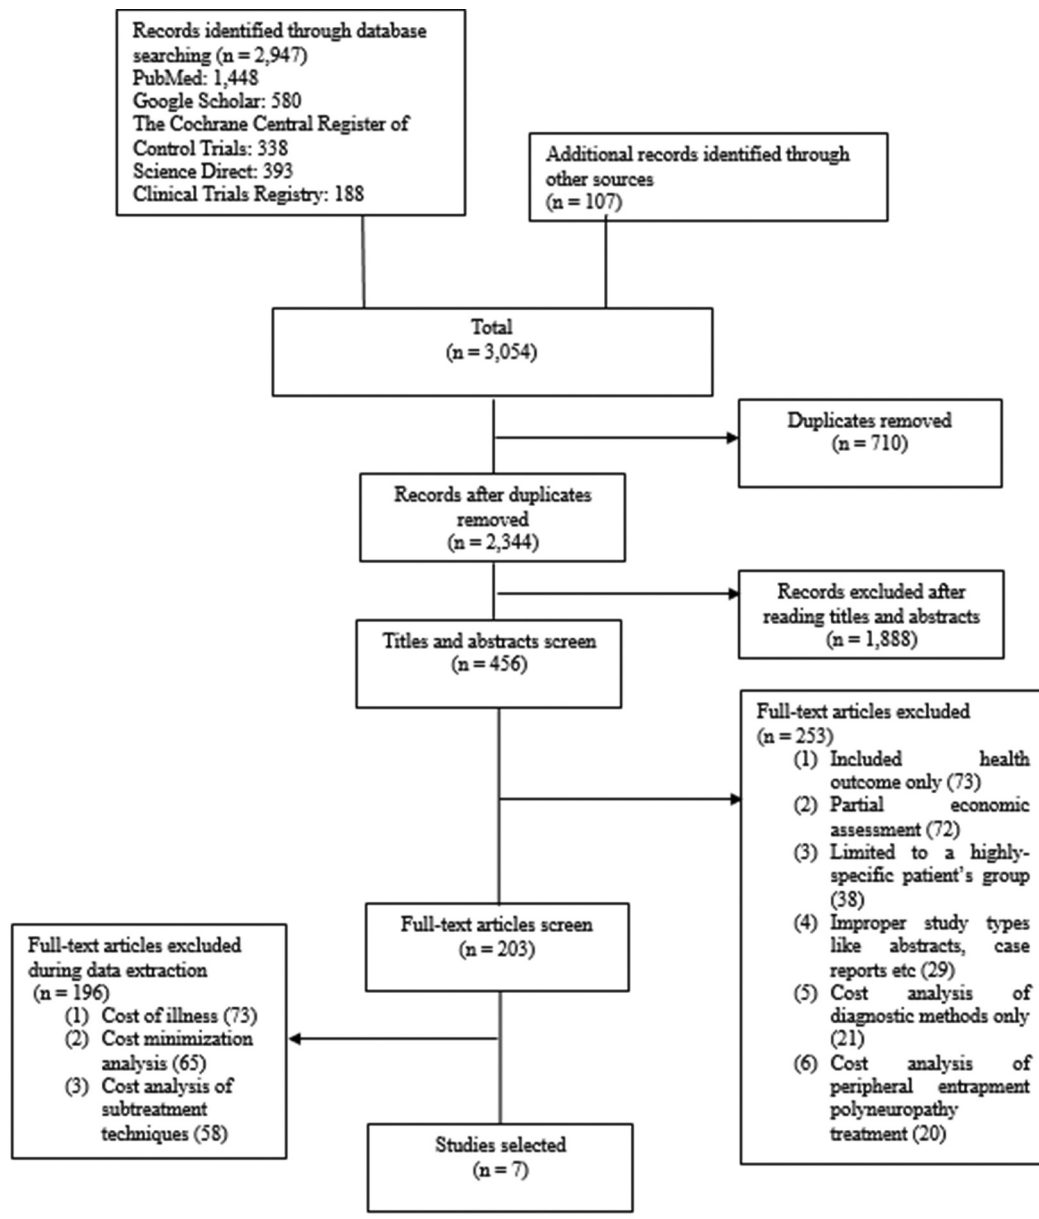 Records identified through database
searching (n = 2,947)
PubMed: 1,448
Google Scholar: 580
The Cochrane Central Register of
Control Trials: 338
Science Direct: 393
Clinical Trials Registry: 188
Additional records identified through
other sources
(n = 107)
Total
(n = 3,054)
Duplicates removed
(n = 710)
Records after duplicates
removed
(n = 2,344)
Records excluded after
reading titles and abstracts
(n = 1,888)
Titles and abstracts screen
(n = 456)
Full-text articles excluded
(n = 253)
(1) Included health
outcome only (73)
(2) Partial economic
assessment (72)
(3) Limited to a highly-
specific patient's group
(38)
(4) Improper study types
like abstracts, case
reports etc (29)
(5) Cost analysis of
diagnostic methods only
(21)
(6) Cost analysis of
peripheral entrapment
polyneuropathy
treatment (20)
Full-text articles screen
(n = 203)
Full-text articles excluded
during data extraction
(n = 196)
(1) Cost of illness (73)
(2) Cost minimization
analysis (65)
(3) Cost analysis of
subtreatment
techniques (58)
Studies selected
(n = 7)